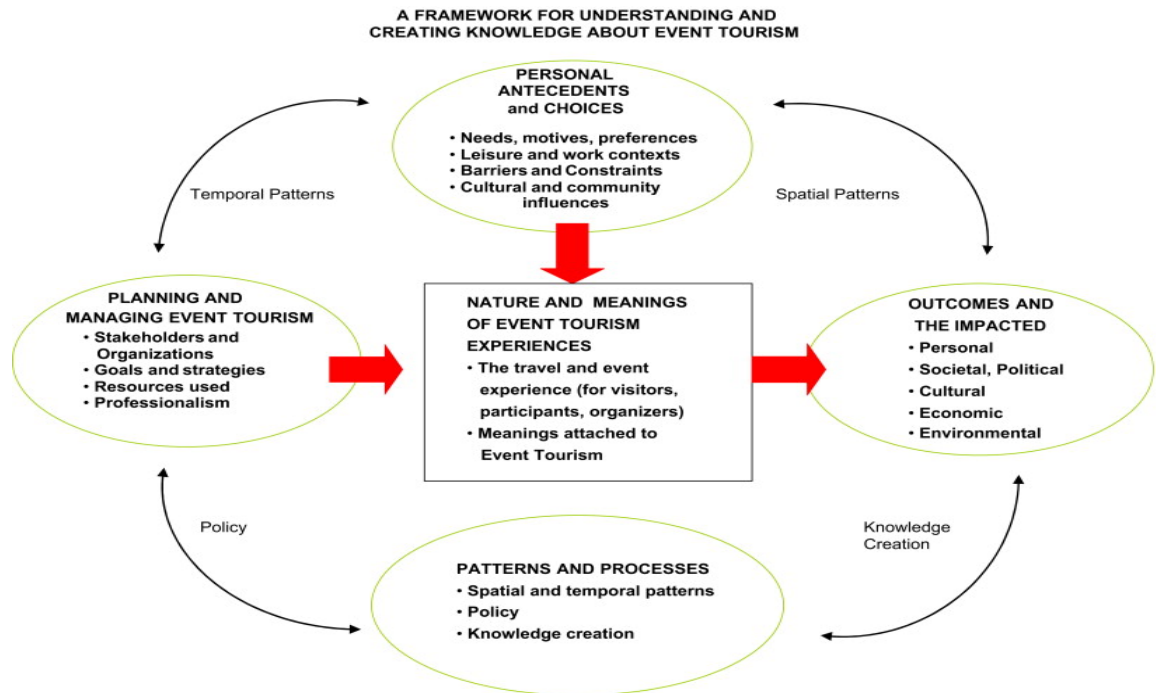 A FRAMEWORK FOR UNDERSTANDING AND
CREATING KNOWLEDGE ABOUT EVENT TOURISM
PERSONAL
ANTECEDENTS
and CHOICES
• Needs, motives, preferences
• Leisure and work contexts
• Barriers and Constraints
• Cultural and community
influences
Temporal Patterns
Spatial Patterns
PLANNING AND
MANAGING EVENT TOURISM
• Stakeholders and
Organizations
• Goals and strategies
• Resources used
• Professionalism
NATURE AND MEANINGS
OF EVENT TOURISM
EXPERIENCES
• The travel and event
experience (for visitors,
participants, organizers)
• Meanings attached to
Event Tourism
OUTCOMES AND
THE IMPACTED
• Personal
• Societal, Political
• Cultural
• Economic
• Environmental
Policy
Knowledge
Creation
PATTERNS AND PROCESSES
• Spatial and temporal patterns
• Policy
• Knowledge creation